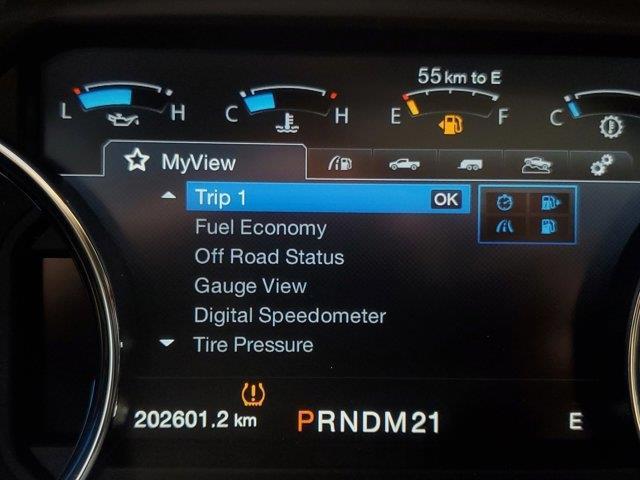 55 km to E
L H C H E F C
MyView
Trip 1 OK
Fuel Economy
Off Road Status
Gauge View
Digital Speedometer
Tire Pressure
202601.2 km PRNDM21 E